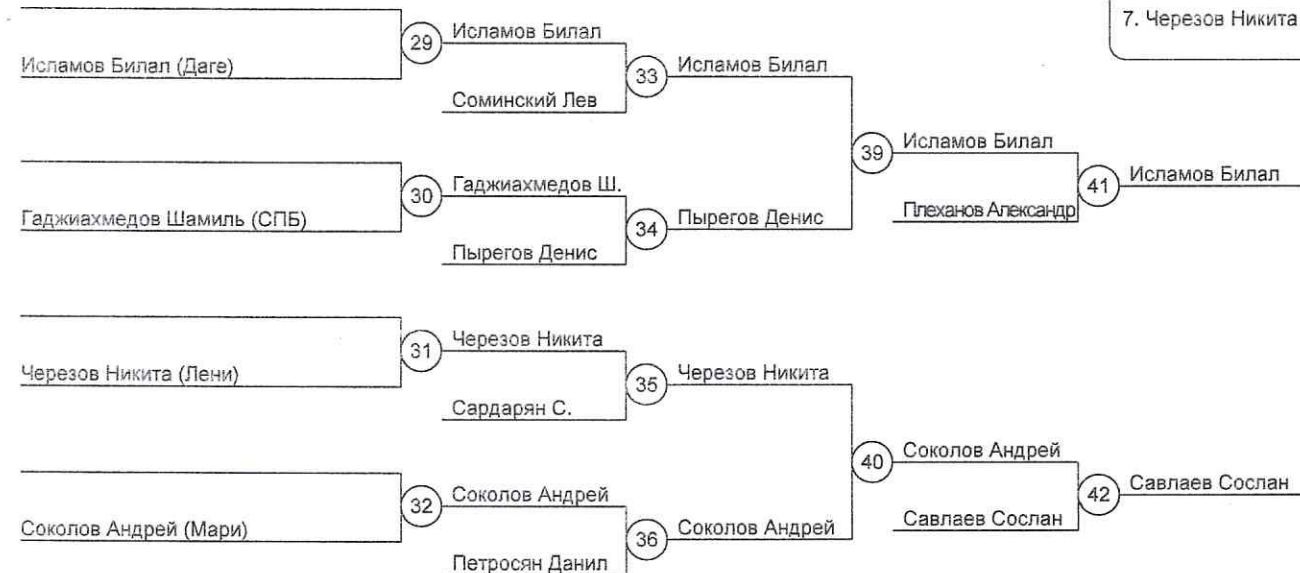 7. Черезов Никита
29
Исламов Билал
Исламов Билал (Даге)
33
Исламов Билал
Соминский Лев
39
Исламов Билал
30
Гаджиахмедов Ш.
41
Исламов Билал
Гаджиахмедов Шамиль (СПБ)
34
Пырегов Денис
Плеханов Александр
Пырегов Денис
31
Черезов Никита
Черезов Никита (Лени)
35
Черезов Никита
Сардарян С.
40
Соколов Андрей
32
Соколов Андрей
42
Савлаев Сослан
Соколов Андрей (Мари)
36
Соколов Андрей
Савлаев Сослан
Петросян Данил